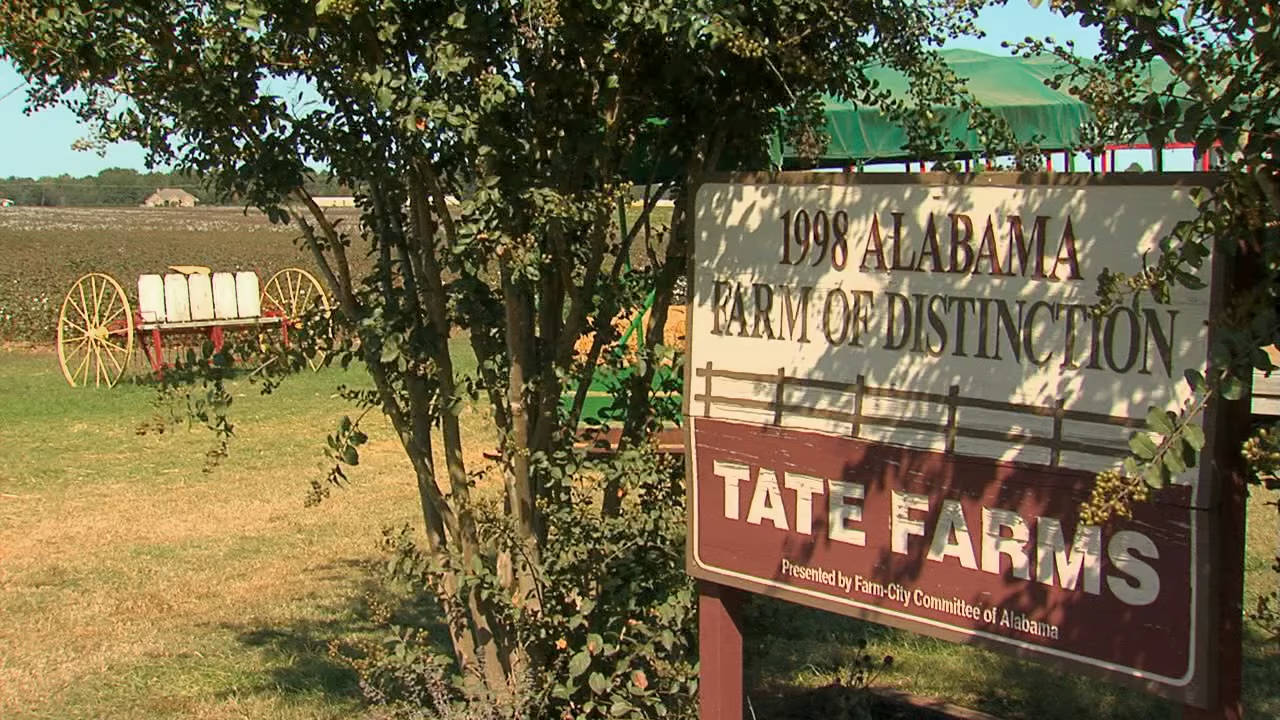 1998 ALABAMA
FARM OF DISTINCTION
TATE FARMS
Presented by Farm-City Committee of Alabama